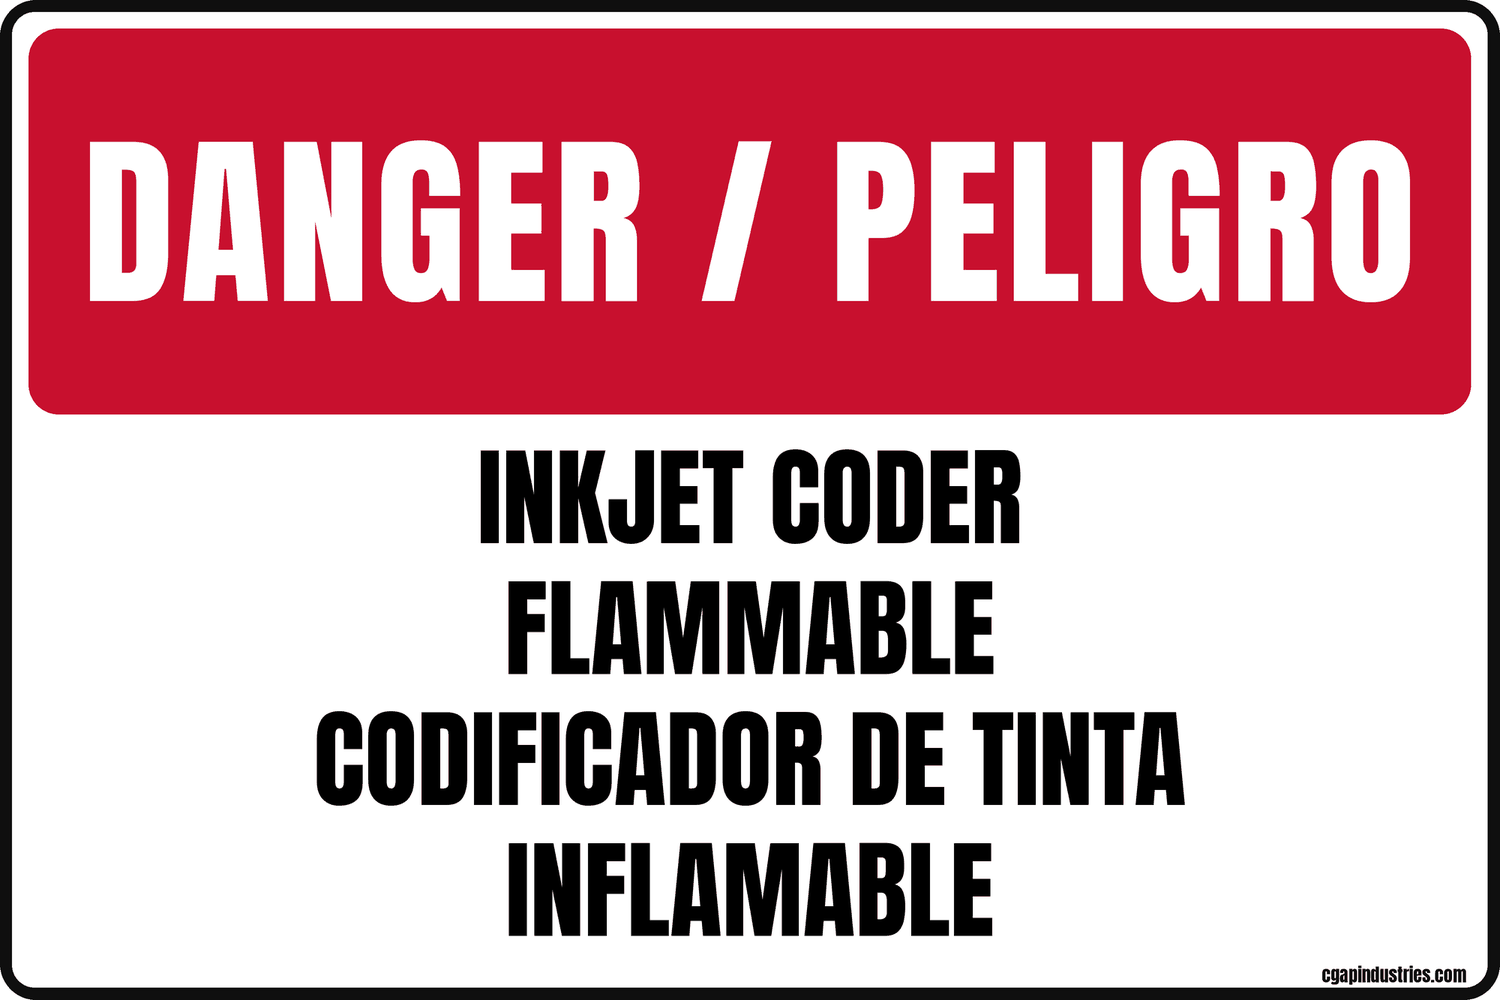 DANGER / PELIGRO
INKJET CODER
FLAMMABLE
CODIFICADOR DE TINTA
INFLAMABLE
cgapindustries.com